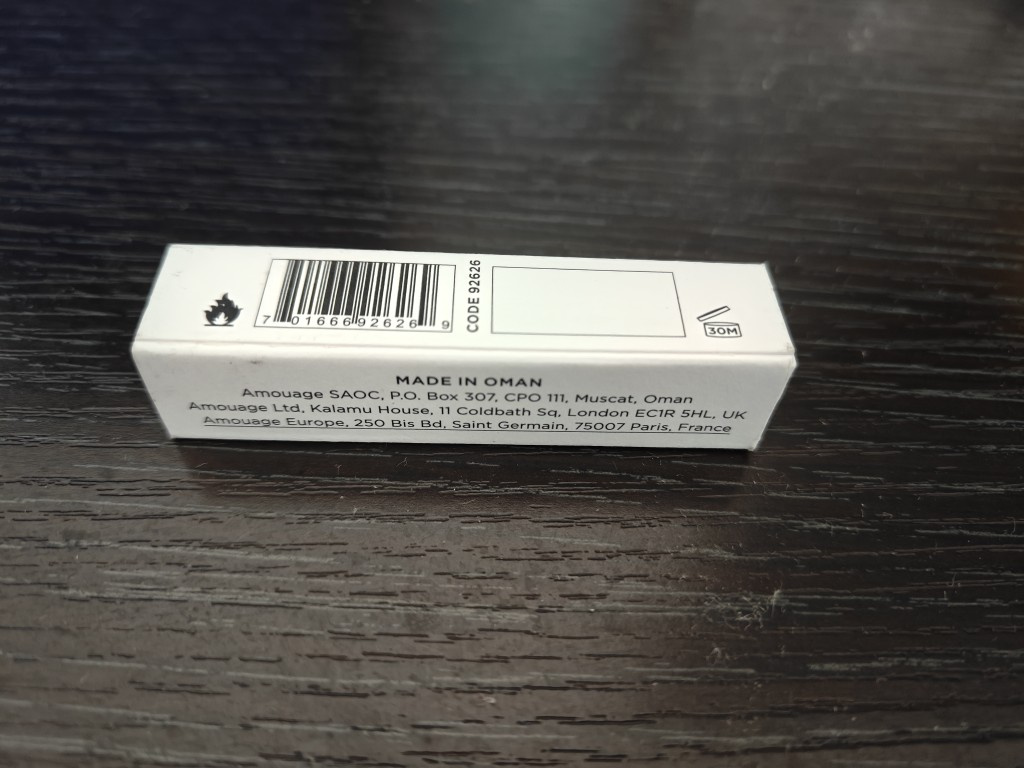 7 01666 92626 9
CODE 92626
30M
MADE IN OMAN
Amouage SAOC, P.O. Box 307, CPO 111, Muscat, Oman
Amouage Ltd, Kalamu House, 11 Coldbath Sq, London EC1R 5HL, UK
Amouage Europe, 250 Bis Bd, Saint Germain, 75007 Paris, France